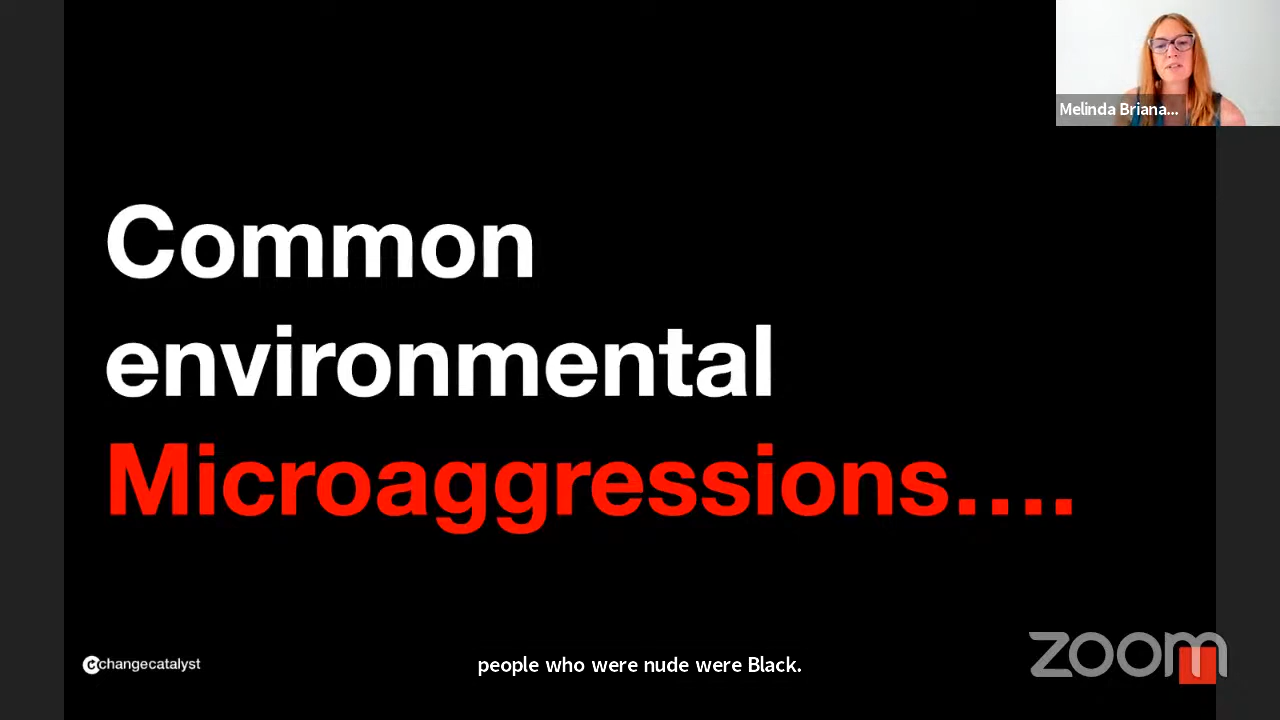 Melinda Briana...
Common
environmental
Microaggressions....
changecatalyst
people who were nude were Black.
zoom